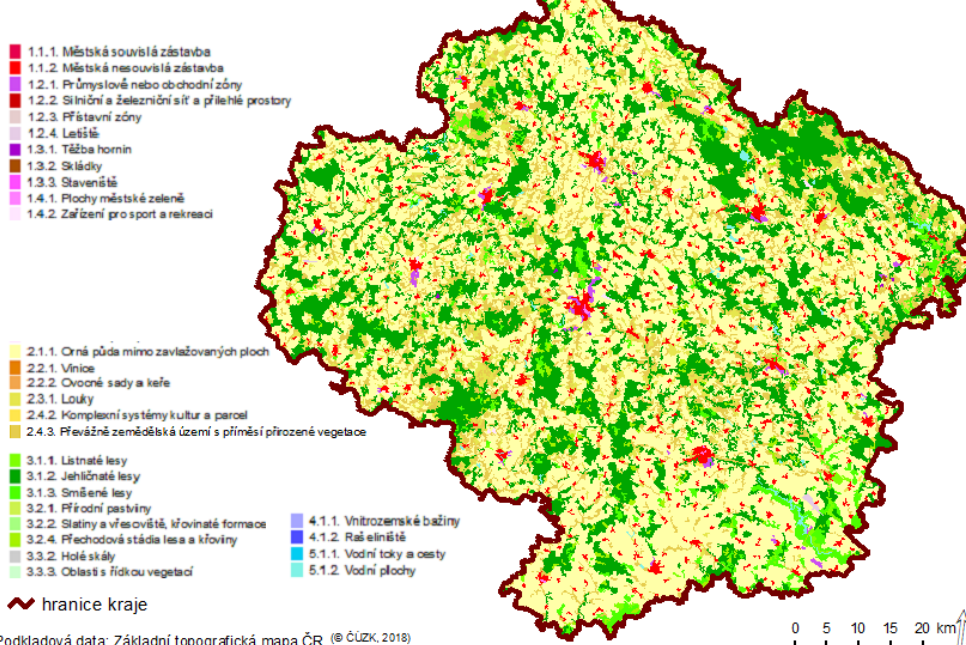 1.1.1. Městská souvislá zástavba
1.1.2. Městská nesouvislá zástavba
1.2.1. Průmyslové nebo obchodní zóny
1.2.2. Silniční a železniční síť a přilehlé prostory
1.2.3. Přístavní zóny
1.2.4. Letiště
1.3.1. Těžba hornin
1.3.2. Skládky
1.3.3. Staveniště
1.4.1. Plochy městské zeleně
1.4.2. Zařízení pro sport a rekreaci
2.1.1. Orná půda mimo zavlažovaných ploch
2.2.1. Vinice
2.2.2. Ovocné sady a keře
2.3.1. Louky
2.4.2. Komplexní systémy kultur a parcel
2.4.3. Převážně zemědělská území s příměsí přirozené vegetace
3.1.1. Listnaté lesy
3.1.2. Jehličnaté lesy
3.1.3. Smíšené lesy
3.2.1. Přírodní pastviny
3.2.2. Slatiny a vřesoviště, křovinaté formace
3.2.4. Přechodová stádia lesa a křoviny
3.3.2. Holé skály
3.3.3. Oblasti s řídkou vegetací
4.1.1. Vnitrozemské bažiny
4.1.2. Rašeliniště
5.1.1. Vodní toky a cesty
5.1.2. Vodní plochy
hranice kraje
Podkladová data: Základní topografická mapa ČR (© ČÚZK, 2018)
0 5 10 15 20 km